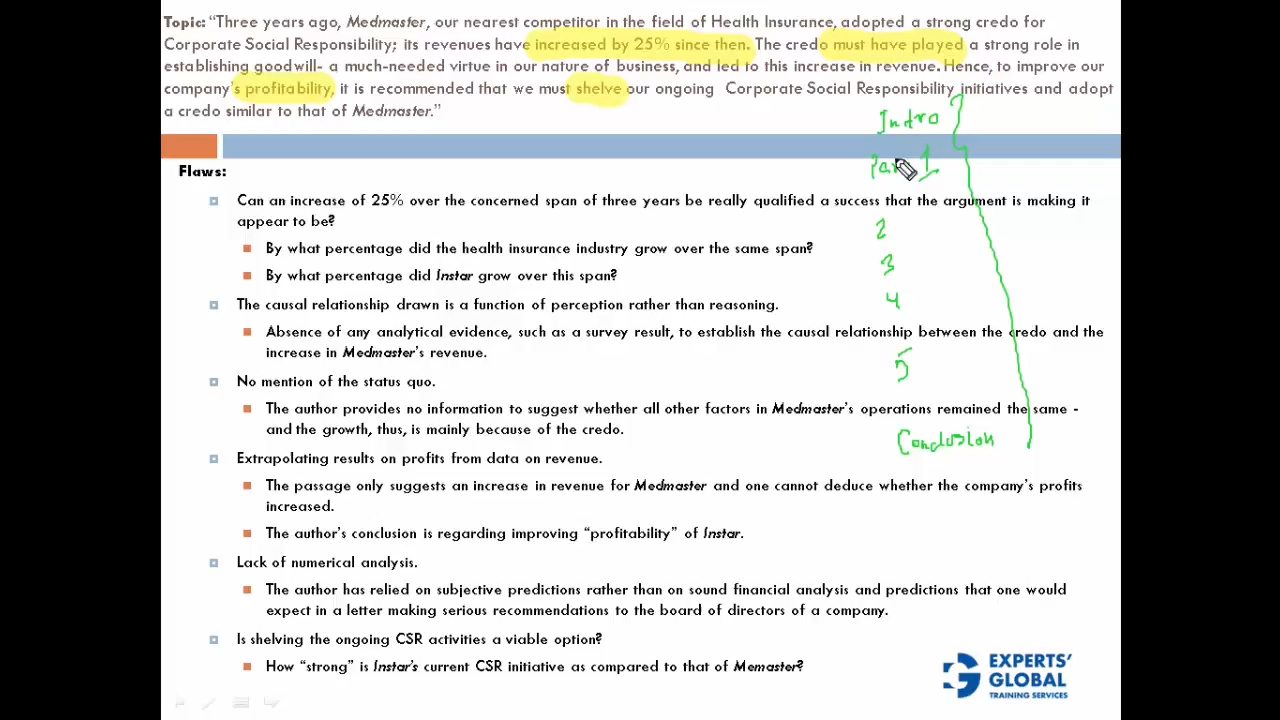 Topic: “Three years ago, Medmaster, our nearest competitor in the field of Health Insurance, adopted a strong credo for
Corporate Social Responsibility; its revenues have increased by 25% since then. The credo must have played a strong role in
establishing goodwill- a much-needed virtue in our nature of business, and led to this increase in revenue. Hence, to improve our
company’s profitability, it is recommended that we must shelve our ongoing Corporate Social Responsibility initiatives and adopt
a credo similar to that of Medmaster.”
Intro
Par 1
Flaws:
Can an increase of 25% over the concerned span of three years be really qualified a success that the argument is making it
appear to be?
2
By what percentage did the health insurance industry grow over the same span?
3
By what percentage did Instar grow over this span?
4
The causal relationship drawn is a function of perception rather than reasoning.
Absence of any analytical evidence, such as a survey result, to establish the causal relationship between the credo and the
increase in Medmaster’s revenue.
5
No mention of the status quo.
The author provides no information to suggest whether all other factors in Medmaster’s operations remained the same -
and the growth, thus, is mainly because of the credo.
Conclusion
Extrapolating results on profits from data on revenue.
The passage only suggests an increase in revenue for Medmaster and one cannot deduce whether the company’s profits
increased.
The author’s conclusion is regarding improving “profitability” of Instar.
Lack of numerical analysis.
The author has relied on subjective predictions rather than on sound financial analysis and predictions that one would
expect in a letter making serious recommendations to the board of directors of a company.
Is shelving the ongoing CSR activities a viable option?
How “strong” is Instar’s current CSR initiative as compared to that of Memaster?
EXPERTS’
GLOBAL
TRAINING SERVICES